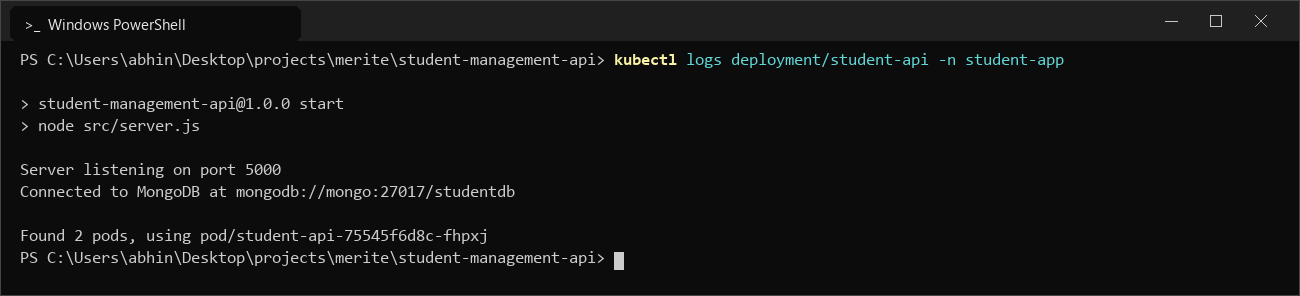 >_ Windows PowerShell
PS C:\Users\abhin\Desktop\projects\merite\student-management-api> kubectl logs deployment/student-api -n student-app
> student-management-api@1.0.0 start
> node src/server.js
Server listening on port 5000
Connected to MongoDB at mongodb://mongo:27017/studentdb
Found 2 pods, using pod/student-api-75545f6d8c-fhpxj
PS C:\Users\abhin\Desktop\projects\merite\student-management-api>